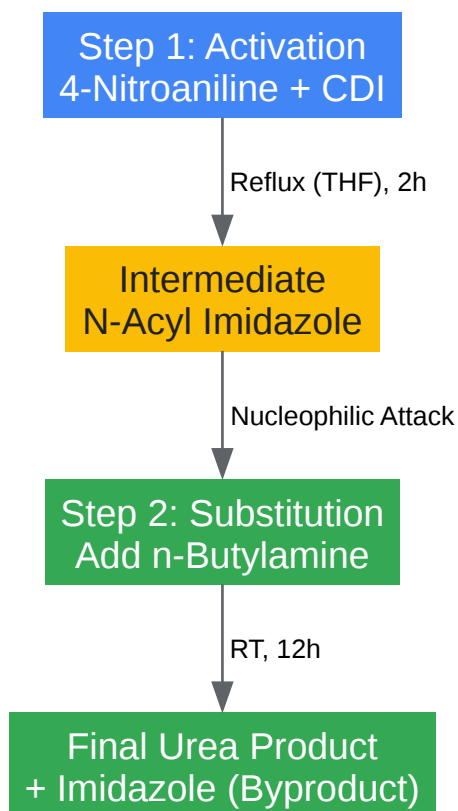 Step 1: Activation
4-Nitroaniline + CDI
Reflux (THF), 2h
Intermediate
N-Acyl Imidazole
Nucleophilic Attack
Step 2: Substitution
Add n-Butylamine
RT, 12h
Final Urea Product
+ Imidazole (Byproduct)